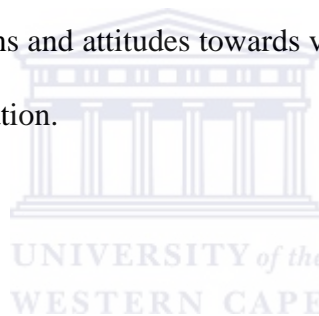 ns and attitudes towards v
tion.
UNIVERSITY of the
WESTERN CAPE